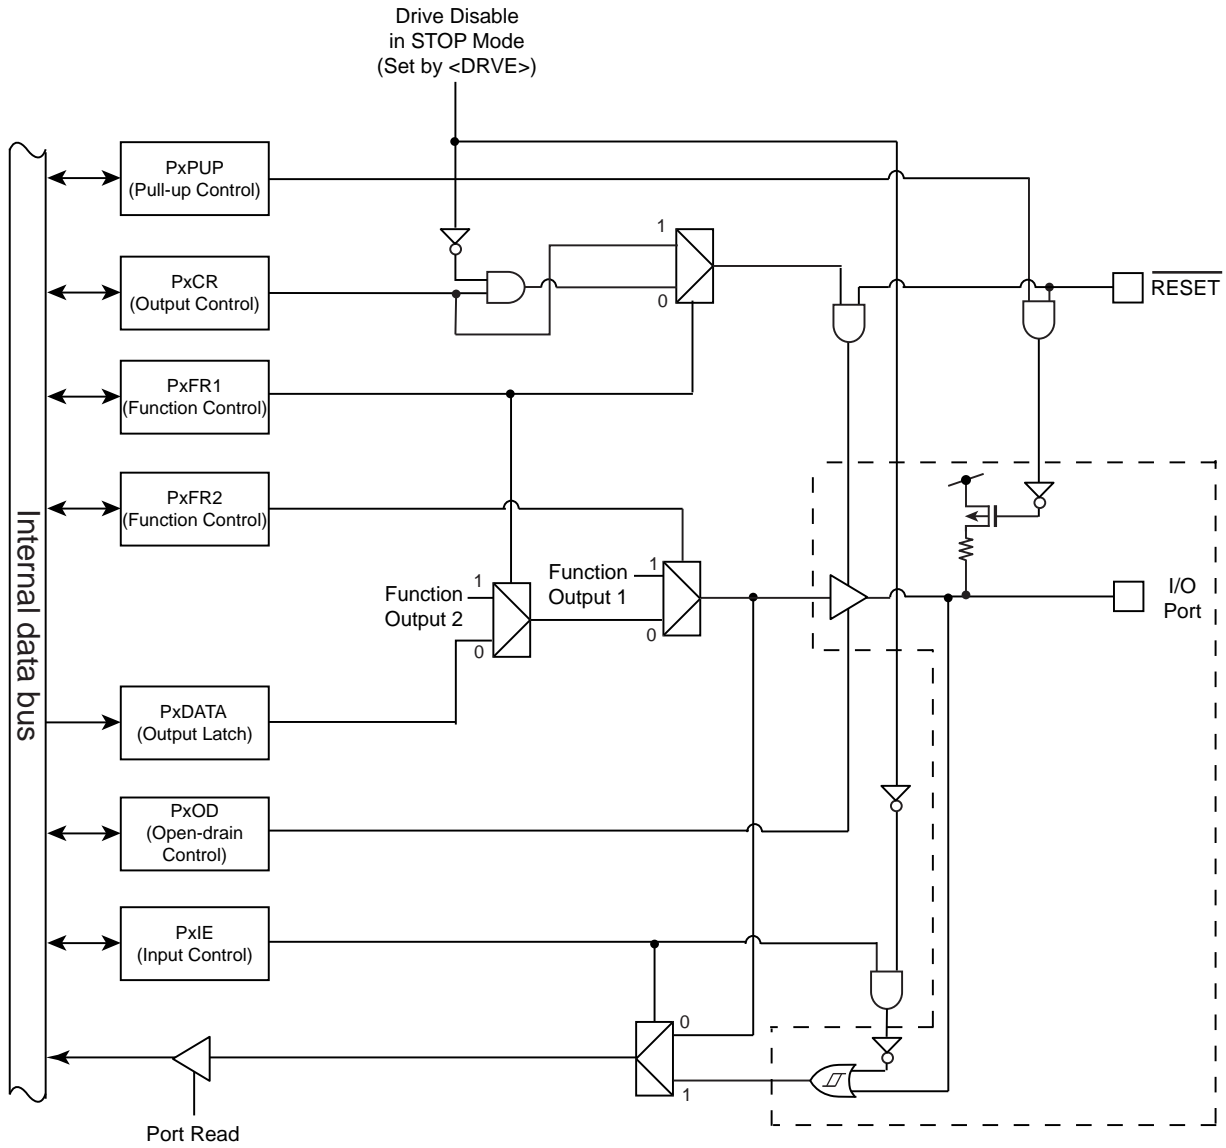 Drive Disable
in STOP Mode
(Set by <DRVE>)
PxPUP
(Pull-up Control)
1
PxCR
(Output Control)
0
RESET
PxFR1
(Function Control)
PxFR2
(Function Control)
Internal data bus
Function
Output 2
1
0
Function
Output 1
1
0
I/O
Port
PxDATA
(Output Latch)
PxOD
(Open-drain
Control)
PxIE
(Input Control)
0
1
Port Read